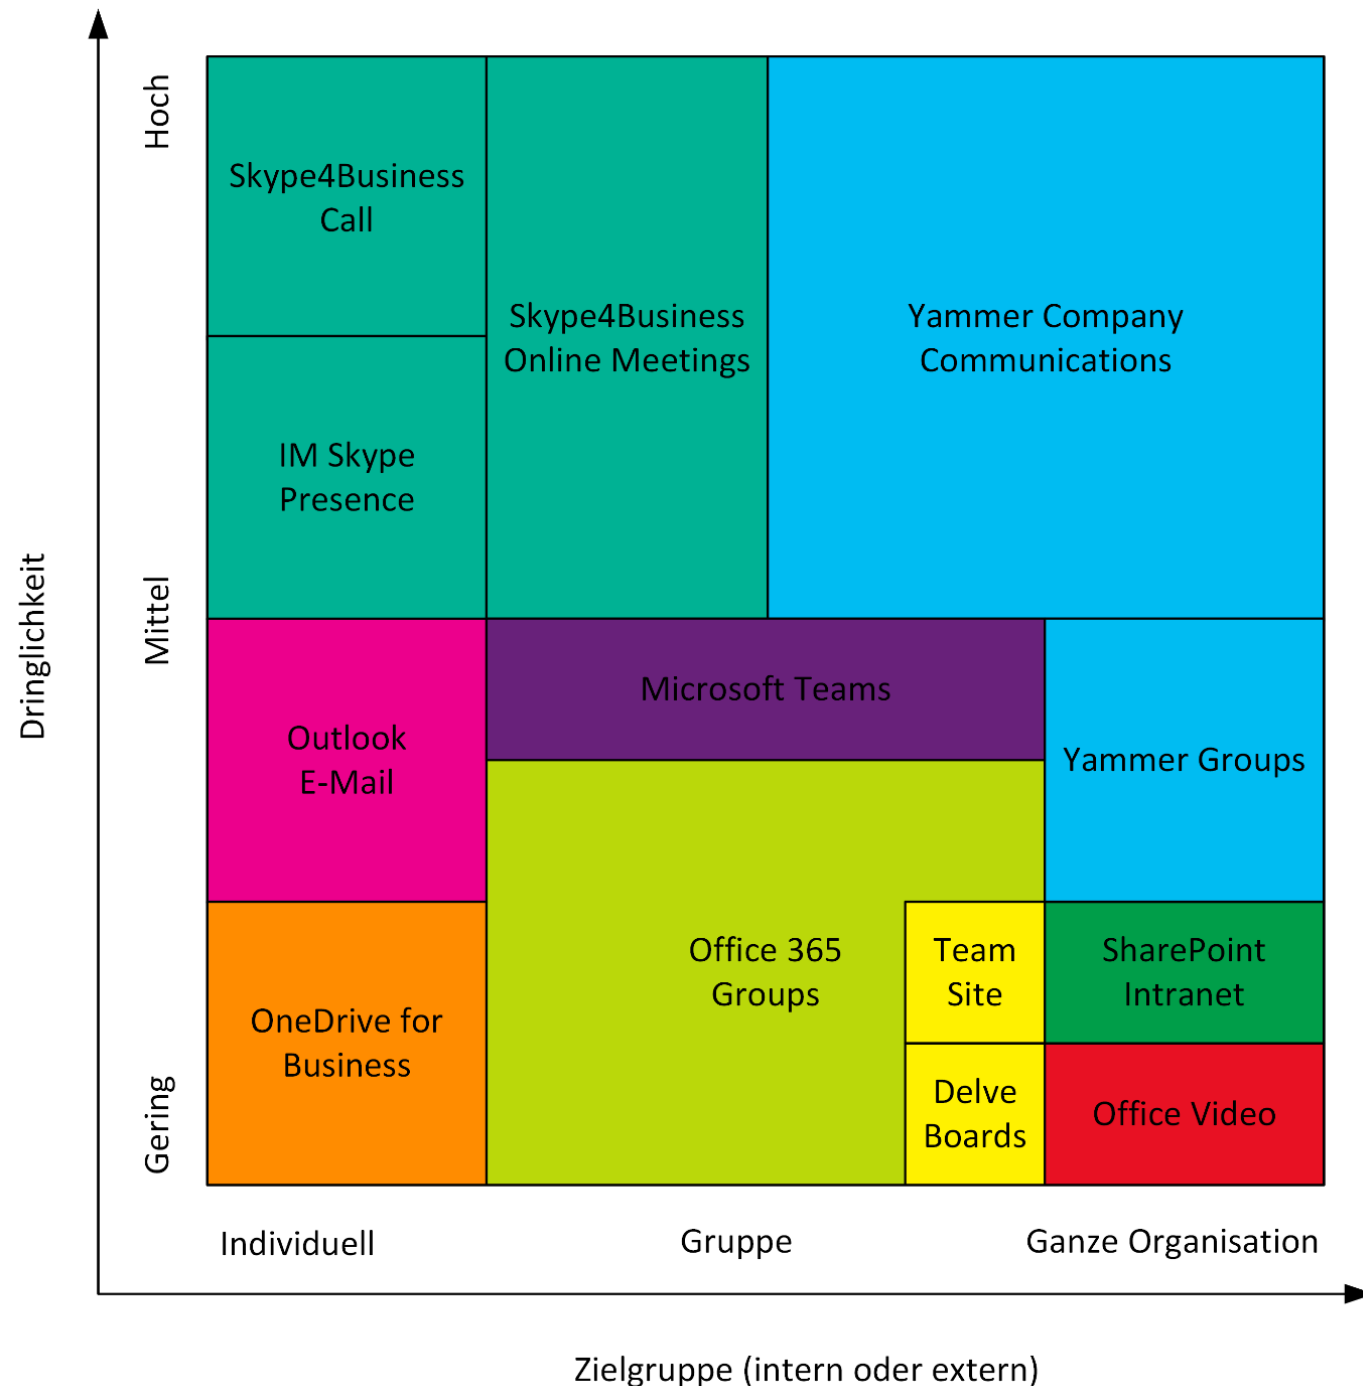 Hoch
Skype4Business
Call
Skype4Business
Online Meetings
Yammer Company
Communications
IM Skype
Presence
Dringlichkeit
Mittel
Microsoft Teams
Outlook
E-Mail
Yammer Groups
Office 365
Groups
Team
Site
SharePoint
Intranet
OneDrive for
Business
Gering
Delve
Boards
Office Video
Individuell
Gruppe
Ganze Organisation
Zielgruppe (intern oder extern)